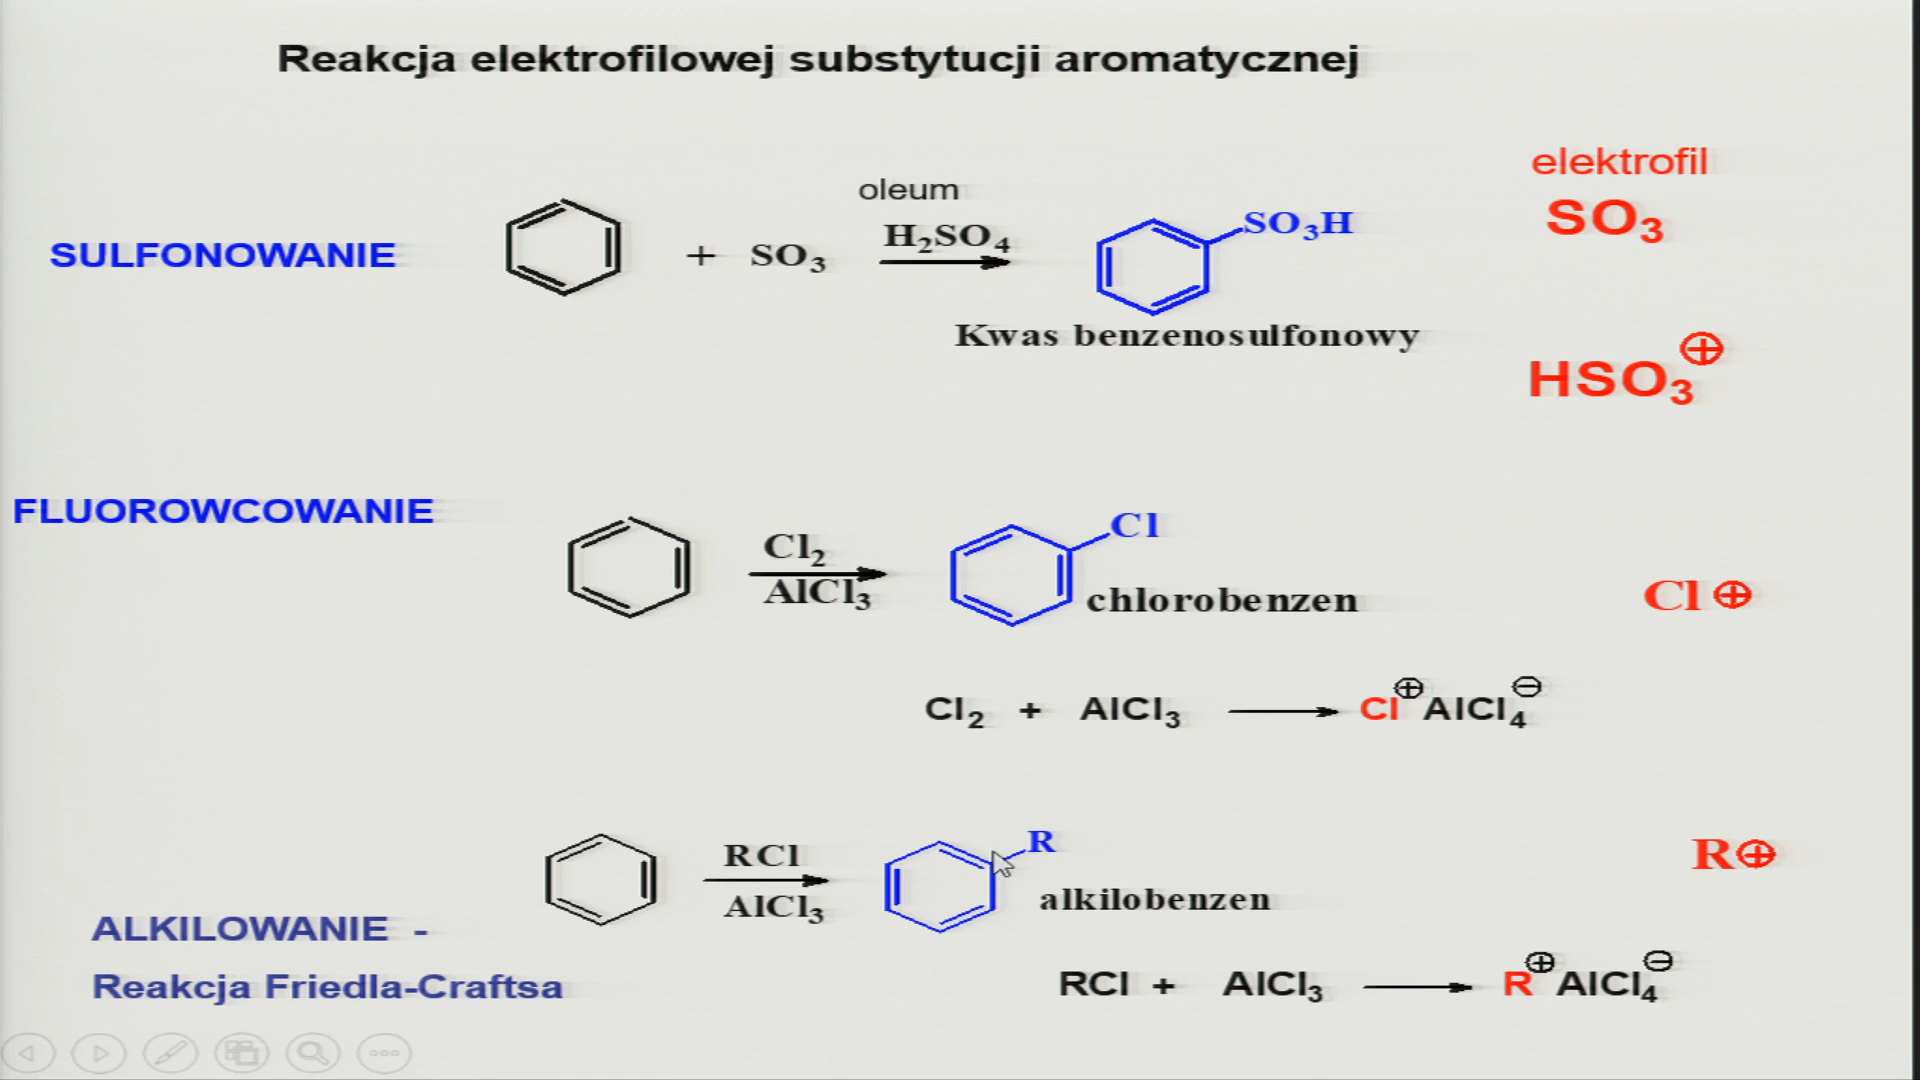 Reakcja elektrofilowej substytucji aromatycznej
elektrofil
SULFONOWANIE
+ SO₃
oleum
H₂SO₄
SO₃H
SO₃
Kwas benzenosulfonowy
HSO₃⊕
FLUOROWCOWANIE
Cl₂
AlCl₃
Cl
chlorobenzen
Cl⊕
Cl₂ + AlCl₃ ⟶ Cl⊕ AlCl₄⊖
RCl
AlCl₃
R
alkilobenzen
R⊕
ALKILOWANIE -
Reakcja Friedla-Craftsa
RCl + AlCl₃ ⟶ R⊕ AlCl₄⊖